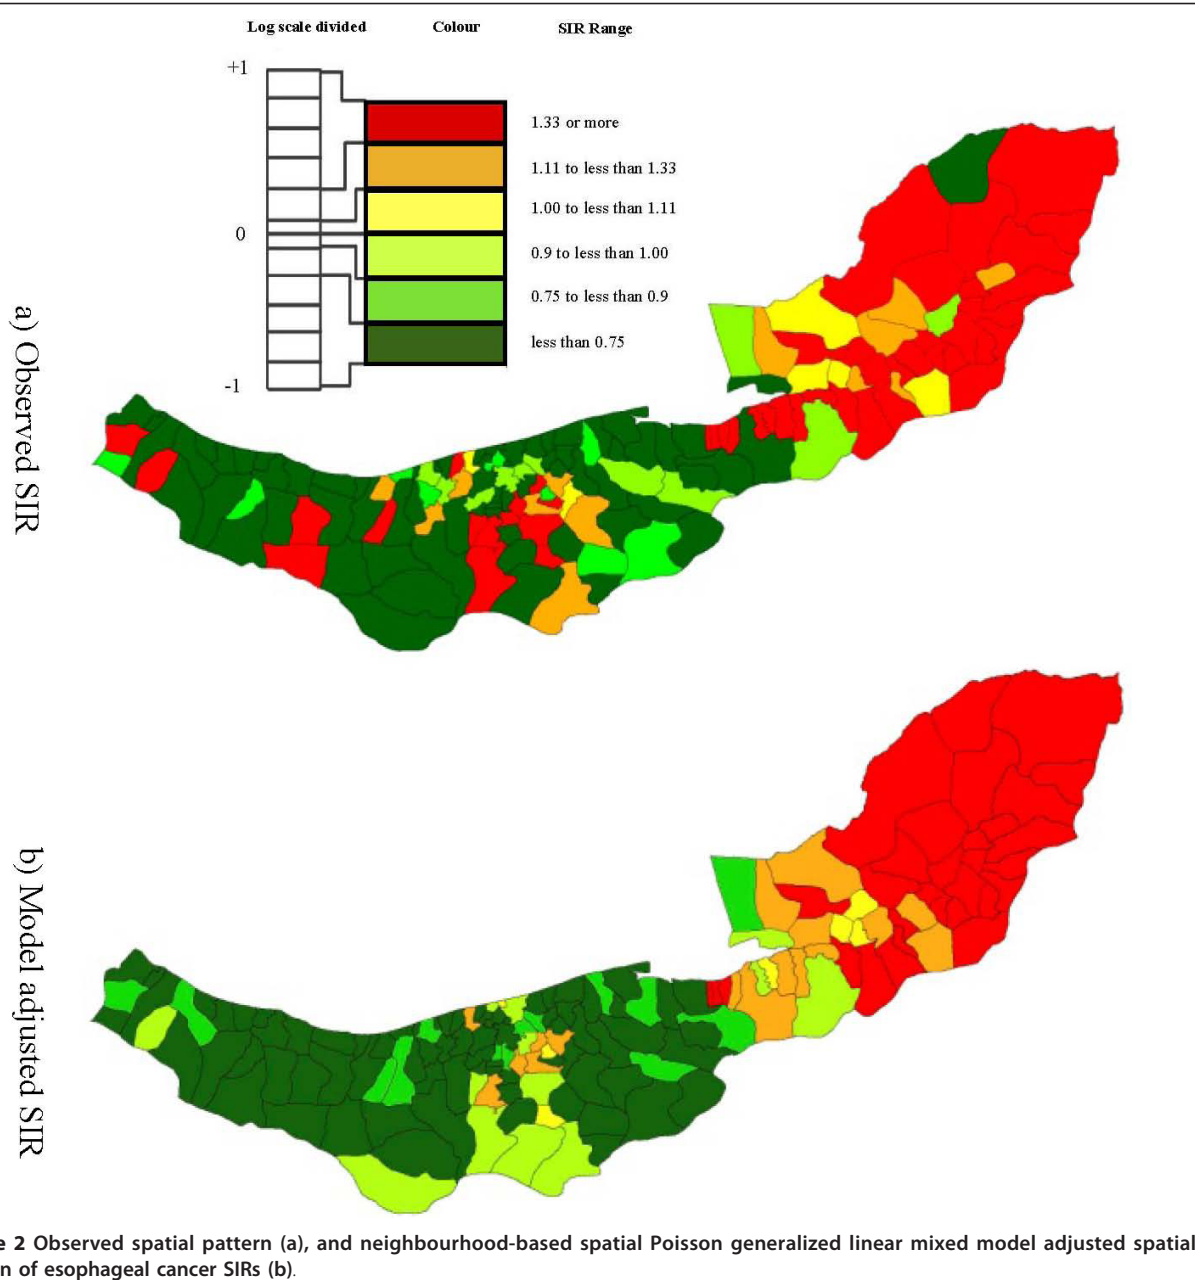 Log scale divided Colour SIR Range
+1
1.33 or more
1.11 to less than 1.33
1.00 to less than 1.11
0
0.9 to less than 1.00
0.75 to less than 0.9
less than 0.75
-1
a) Observed SIR
b) Model adjusted SIR
2 Observed spatial pattern (a), and neighbourhood-based spatial Poisson generalized linear mixed model adjusted spatial
of esophageal cancer SIRs (b).